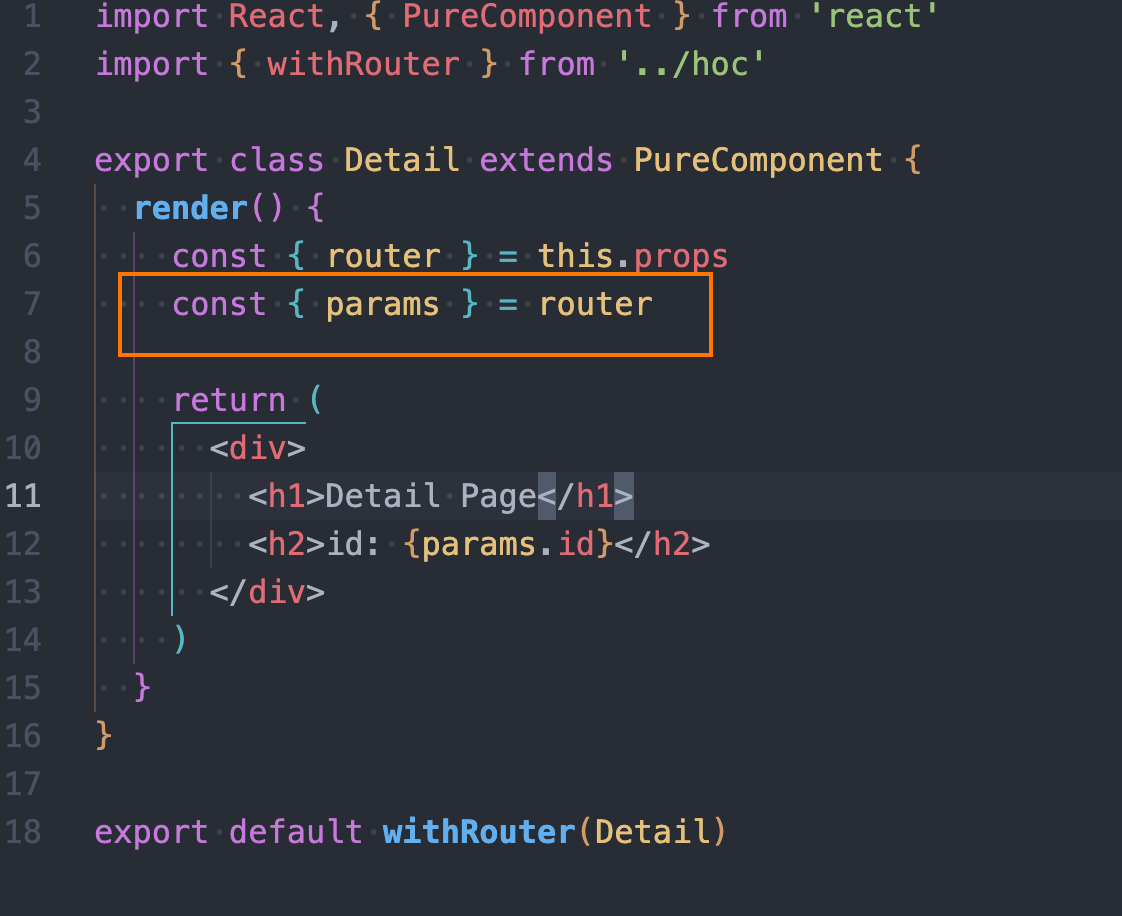 1 import React, { PureComponent } from 'react'
2 import { withRouter } from '../hoc'
3
4 export class Detail extends PureComponent {
5   render() {
6     const { router } = this.props
7     const { params } = router
8
9     return (
10       <div>
11         <h1>Detail Page</h1>
12         <h2>id: {params.id}</h2>
13       </div>
14     )
15   }
16 }
17
18 export default withRouter(Detail)